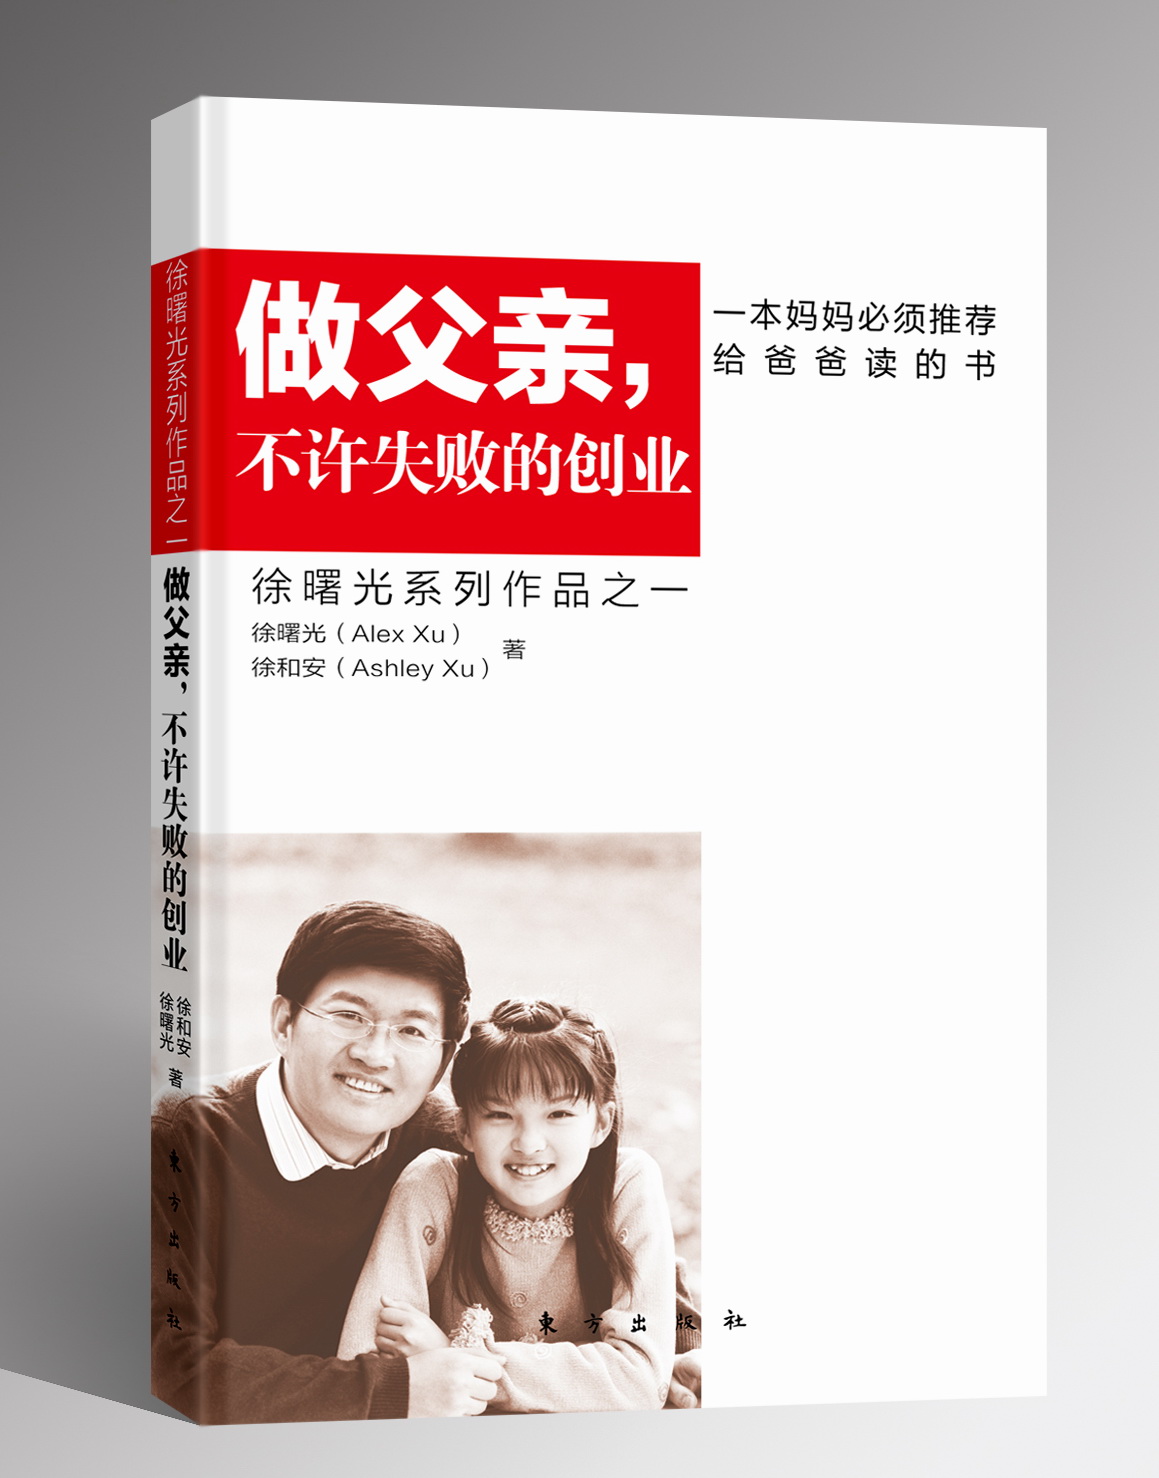 做父亲，
不许失败的创业
一本妈妈必须推荐
给爸爸读的书
徐曙光系列作品之一
徐曙光（Alex Xu）
徐和安（Ashley Xu）
著
東方出版社
徐曙光系列作品之一
做父亲，不许失败的创业
徐曙光
徐和安
著
東方出版社